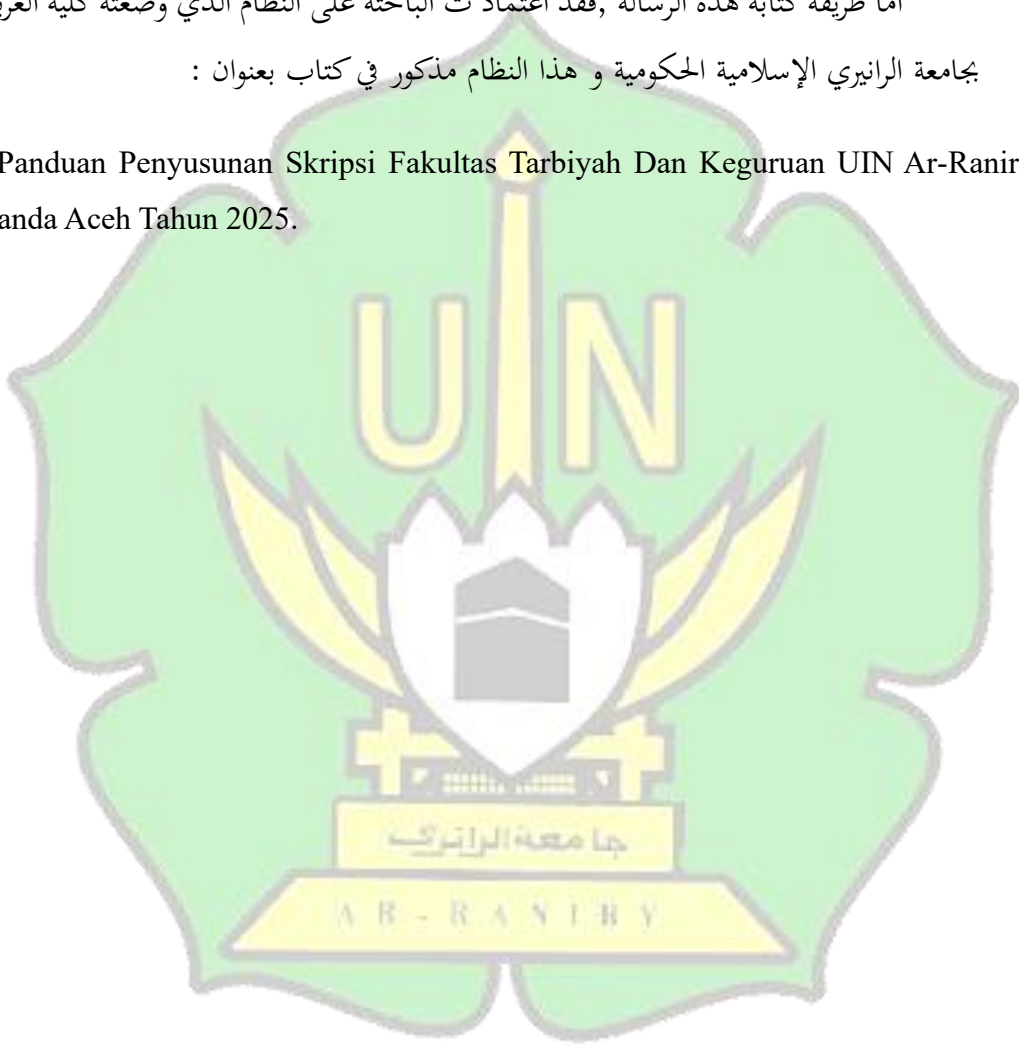 أما طريقة كتابة هذه الرسالة ,فقد اعتماد ت الباحثة على النظام الذي وضعته كلية
بجامعة الرانيري الإسلامية الحكومية و هذا النظام مذكور في كتاب بعنوان :
Panduan Penyusunan Skripsi Fakultas Tarbiyah Dan Keguruan UIN Ar-Ranir
anda Aceh Tahun 2025.
UIN
جامعة الرانري
AR-RANIRY